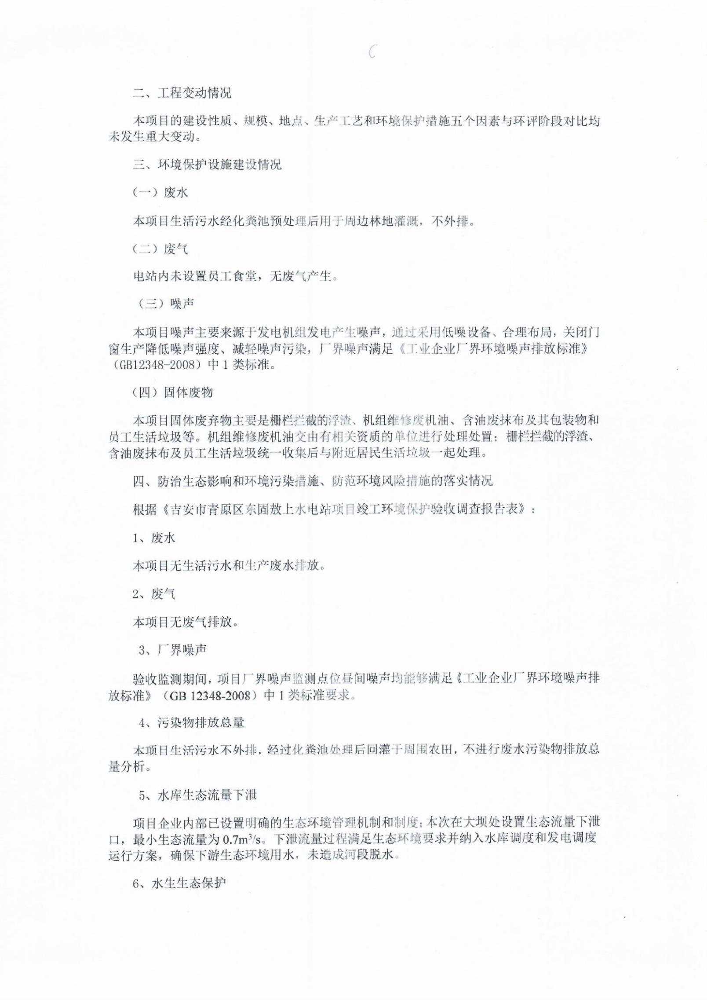 二、工程变动情况
本项目的建设性质、规模、地点、生产工艺和环境保护措施五个因素与环评阶段对比均
未发生重大变动。
三、环境保护设施建设情况
（一）废水
本项目生活污水经化粪池预处理后用于周边林地灌溉，不外排。
（二）废气
电站内未设置员工食堂，无废气产生。
（三）噪声
本项目噪声主要来源于发电机组发电产生噪声，通过采用低噪设备、合理布局，关闭门
窗生产降低噪声强度、减轻噪声污染，厂界噪声满足《工业企业厂界环境噪声排放标准》
（GB12348-2008）中 1 类标准。
（四）固体废物
本项目固体废弃物主要是栅栏拦截的浮渣、机组维修废机油、含油废抹布及其包装物和
员工生活垃圾等。机组维修废机油交由有相关资质的单位进行处理处置；栅栏拦截的浮渣、
含油废抹布及员工生活垃圾统一收集后与附近居民生活垃圾一起处理。
四、防治生态影响和环境污染措施、防范环境风险措施的落实情况
根据《吉安市青原区东固敖上水电站项目竣工环境保护验收调查报告表》：
1、废水
本项目无生活污水和生产废水排放。
2、废气
本项目无废气排放。
3、厂界噪声
验收监测期间，项目厂界噪声监测点位昼间噪声均能够满足《工业企业厂界环境噪声排
放标准》（GB 12348-2008）中 1 类标准要求。
4、污染物排放总量
本项目生活污水不外排，经过化粪池处理后回灌于周围农田，不进行废水污染物排放总
量分析。
5、水库生态流量下泄
项目企业内部已设置明确的生态环境管理机制和制度；本次在大坝处设置生态流量下泄
口，最小生态流量为 0.7m³/s。下泄流量过程满足生态环境要求并纳入水库调度和发电调度
运行方案，确保下游生态环境用水，未造成河段脱水。
6、水生生态保护